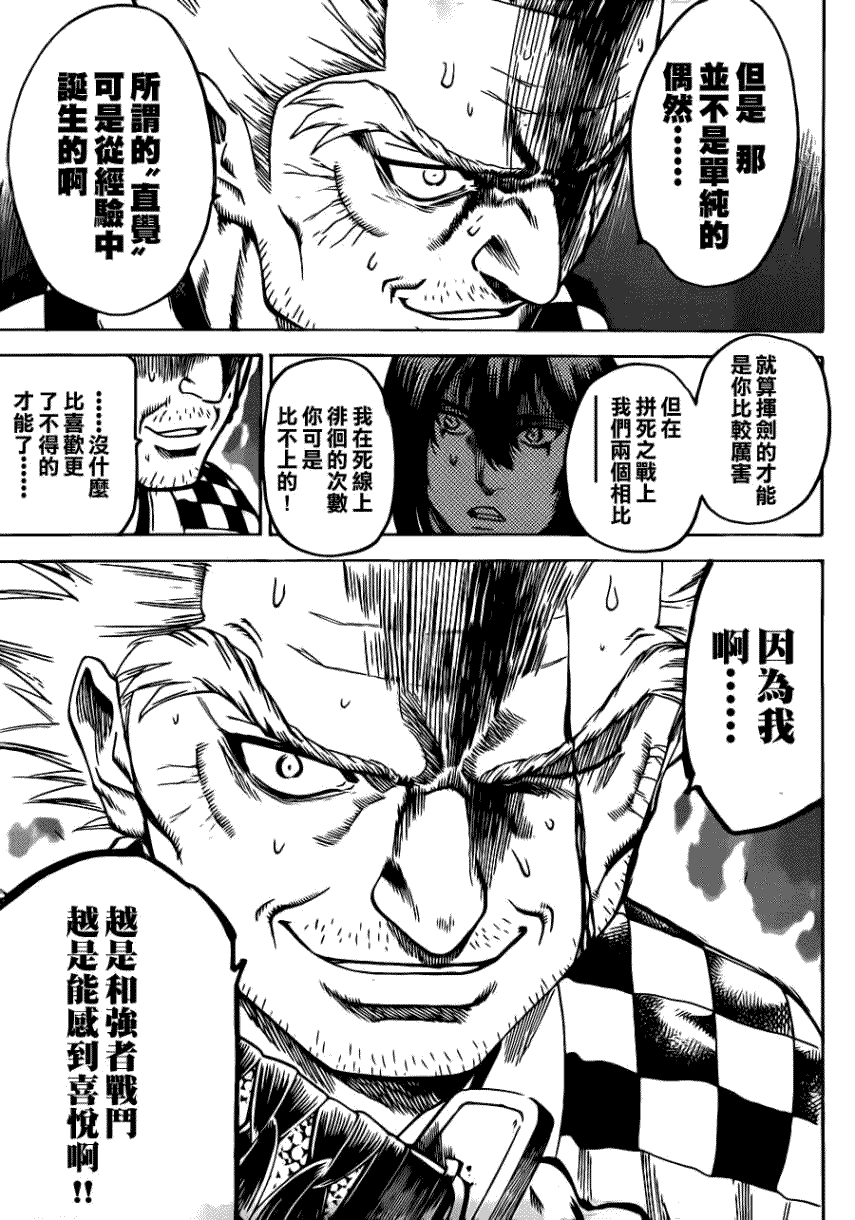 但是 那
並不是單純的
偶然……
所謂的〝直覺〞
可是從經驗中
誕生的啊
就算揮劍的才能
是你比較厲害
但在
拼死之戰上
我們兩個相比
──
我在死線上
徘徊的次數
你可是
比不上的！
……沒什麼
比喜歡更
了不得的
才能了……
因為我
啊……
越是和強者戰鬥
越是能感到喜悅啊!!